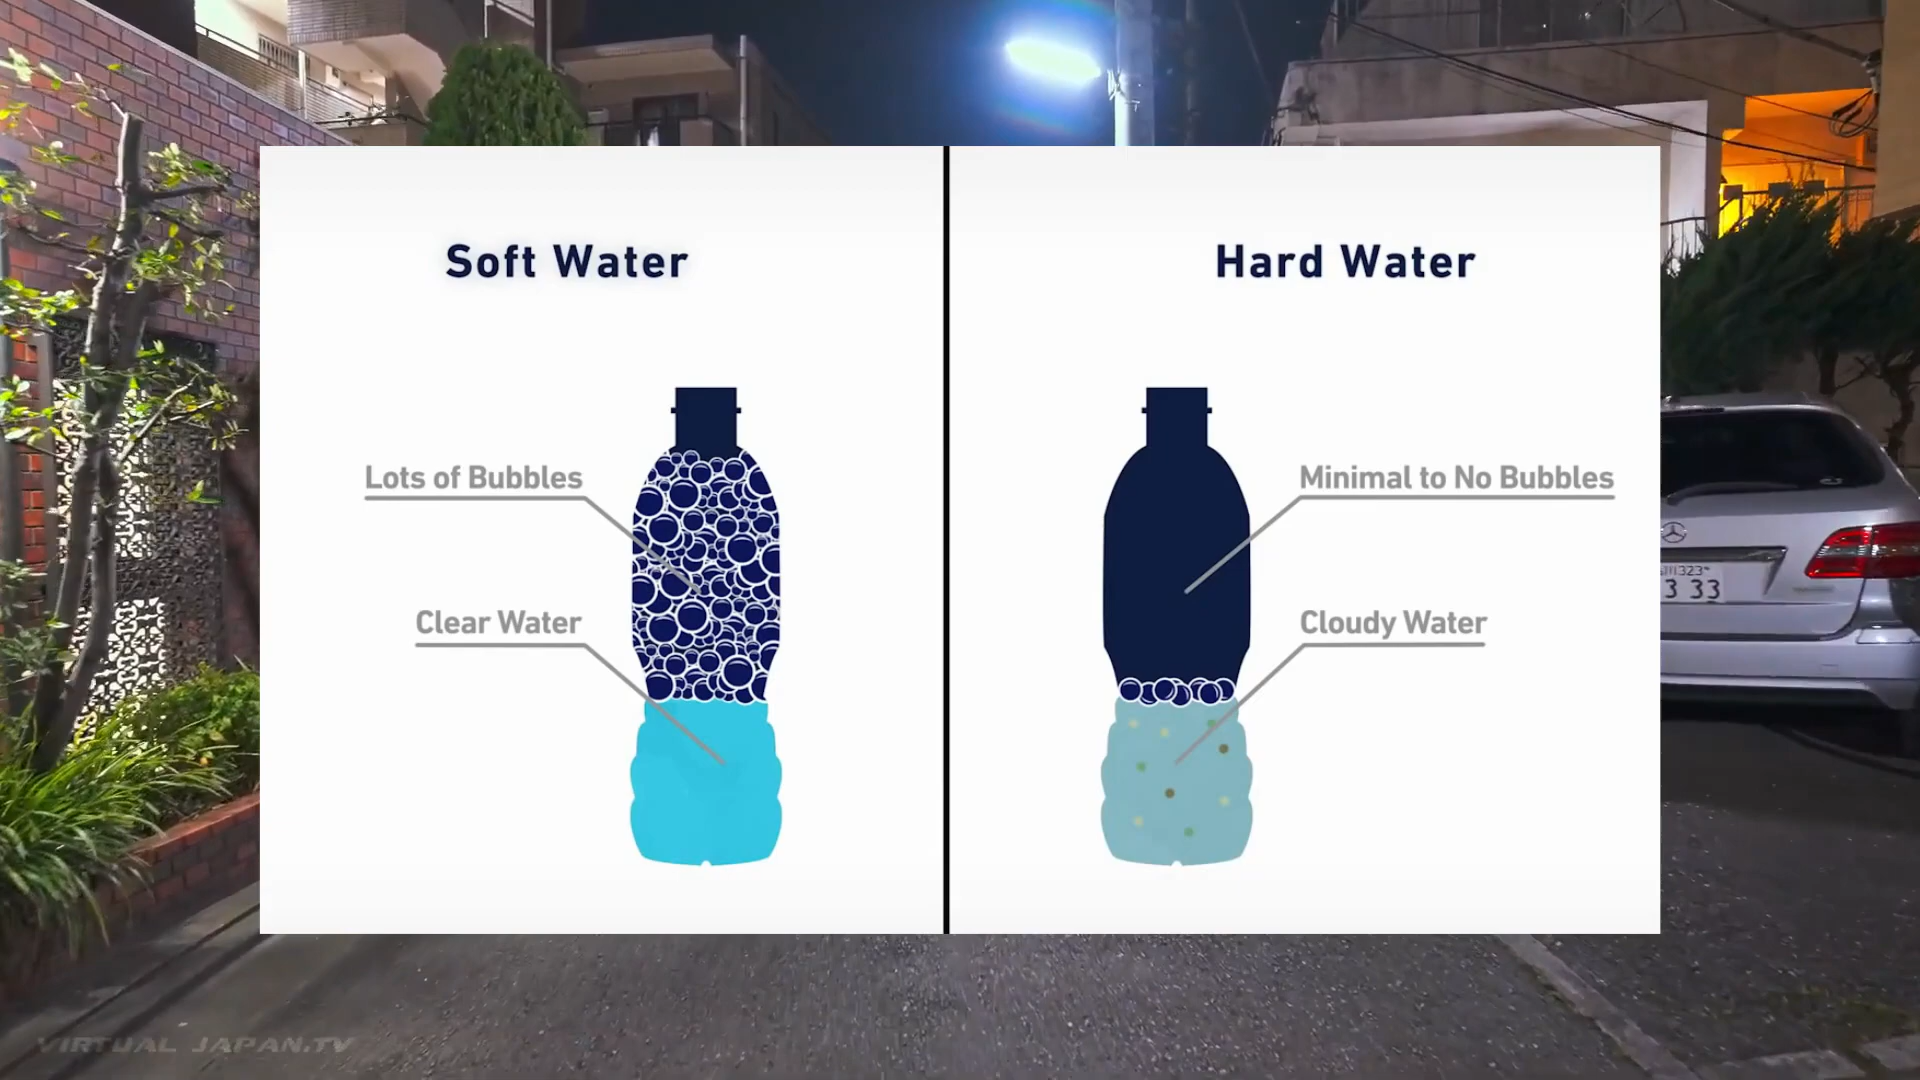 Soft Water
Hard Water
Lots of Bubbles
Minimal to No Bubbles
Clear Water
Cloudy Water
323
3 33
VIRTUAL JAPAN.TV